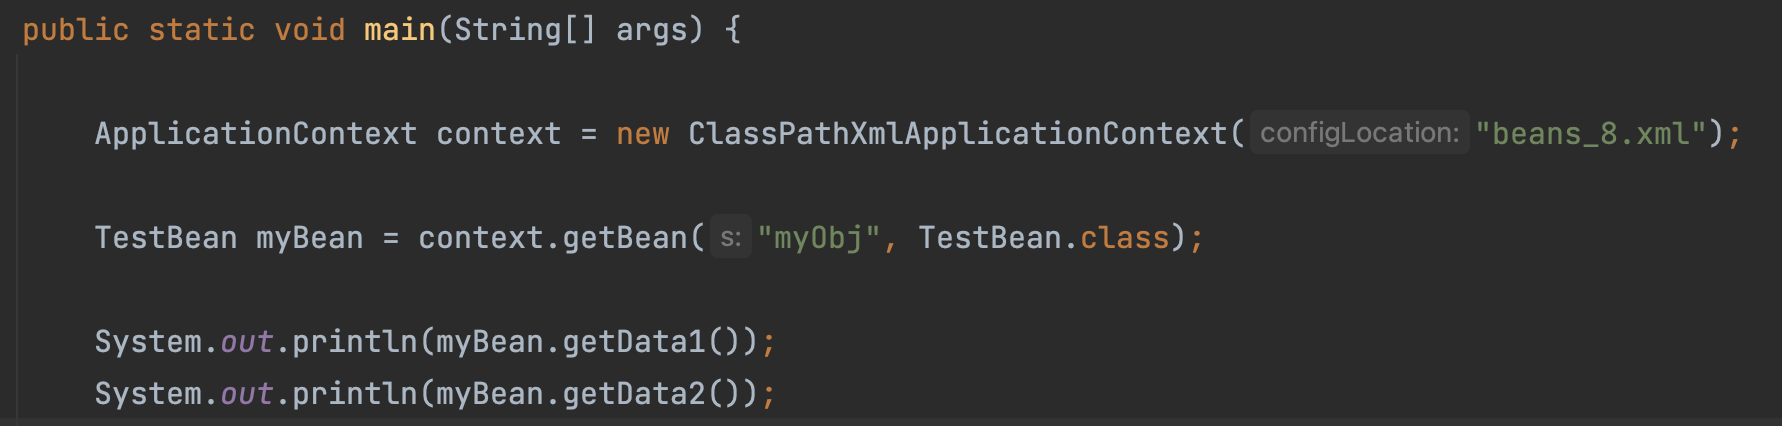 public static void main(String[] args) {
ApplicationContext context = new ClassPathXmlApplicationContext( configLocation: "beans_8.xml");
TestBean myBean = context.getBean( s: "myObj", TestBean.class);
System.out.println(myBean.getData1());
System.out.println(myBean.getData2());